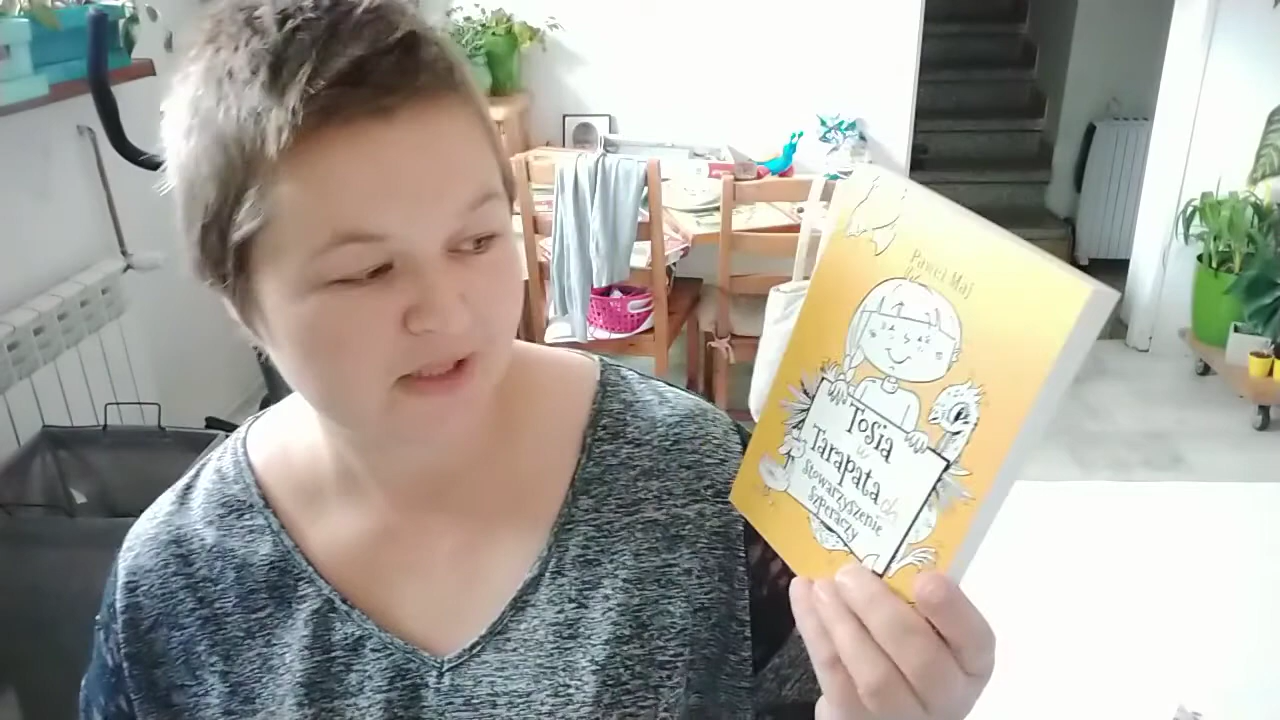 Paweł Maj
Tosia
w
Tarapatach
Stowarzyszenie
Szperaczy